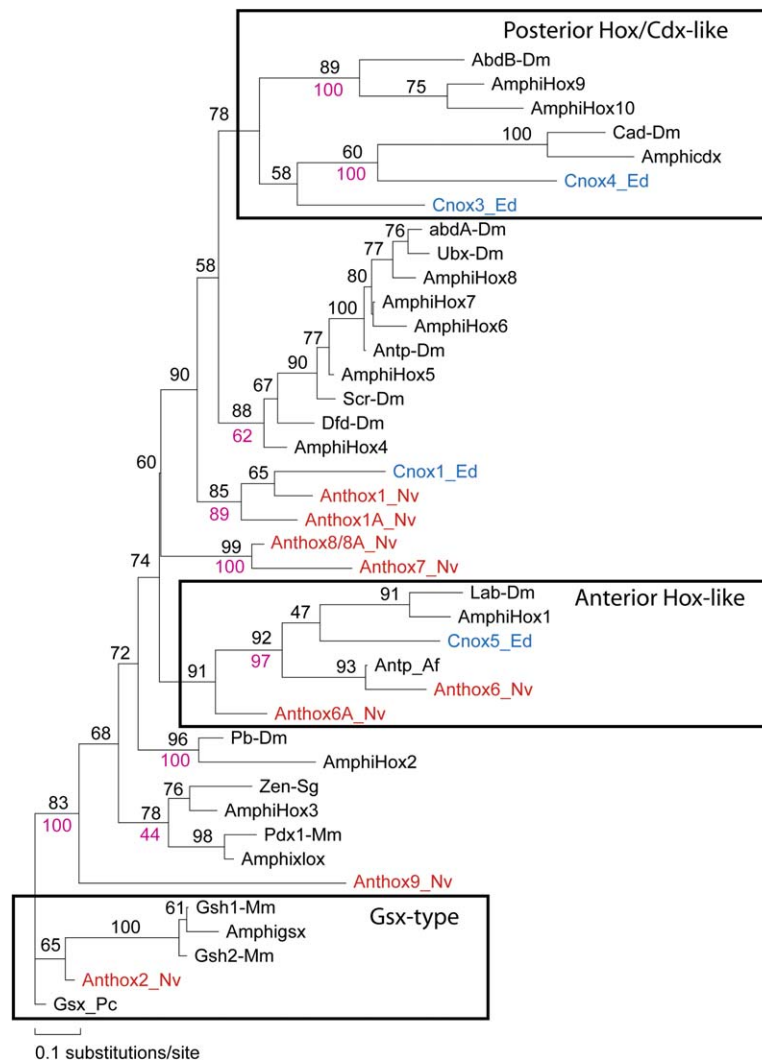 Posterior Hox/Cdx-like
AbdB-Dm
89
100
75
AmphiHox9
AmphiHox10
78
100
Cad-Dm
Amphicdx
60
100
Cnox4_Ed
58
Cnox3_Ed
76
abdA-Dm
77
Ubx-Dm
58
80
AmphiHox8
100
AmphiHox7
AmphiHox6
77
Antp-Dm
90
AmphiHox5
90
67
Scr-Dm
88
62
Dfd-Dm
AmphiHox4
65
Cnox1_Ed
60
85
89
Anthox1_Nv
Anthox1A_Nv
99
100
Anthox8/8A_Nv
Anthox7_Nv
74
Anterior Hox-like
91
Lab-Dm
47
AmphiHox1
92
97
Cnox5_Ed
72
91
93
Antp_Af
Anthox6_Nv
Anthox6A_Nv
68
96
100
Pb-Dm
AmphiHox2
76
Zen-Sg
83
100
78
44
AmphiHox3
98
Pdx1-Mm
Amphixlox
Anthox9_Nv
Gsx-type
61
Gsh1-Mm
100
Amphigsx
65
Gsh2-Mm
Anthox2_Nv
Gsx_Pc
0.1 substitutions/site